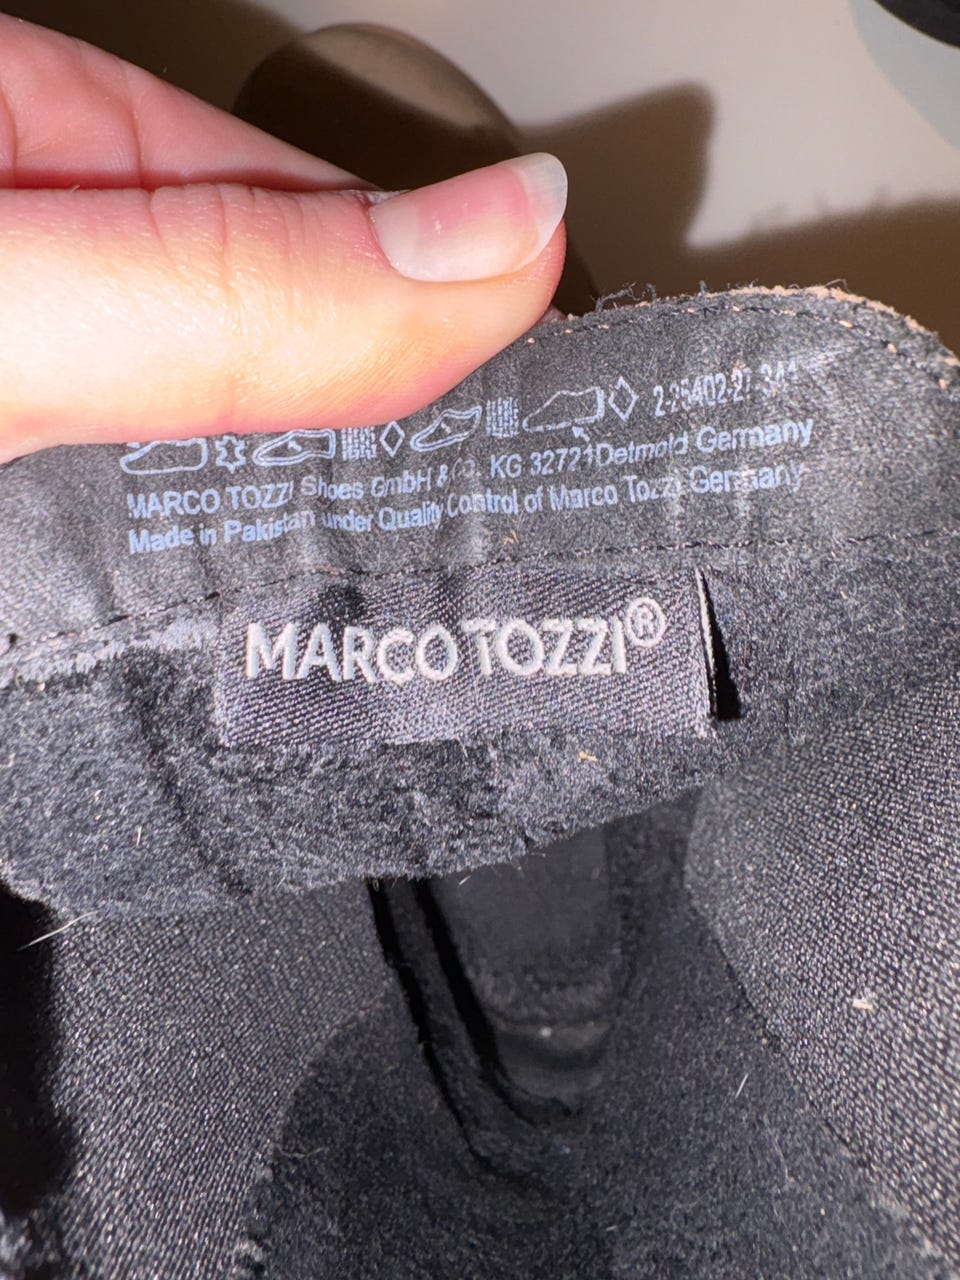 2-25402-27 344
MARCO TOZZI Shoes GmbH & Co. KG 32721 Detmold Germany
Made in Pakistan under Quality Control of Marco Tozzi Germany
MARCO TOZZI®